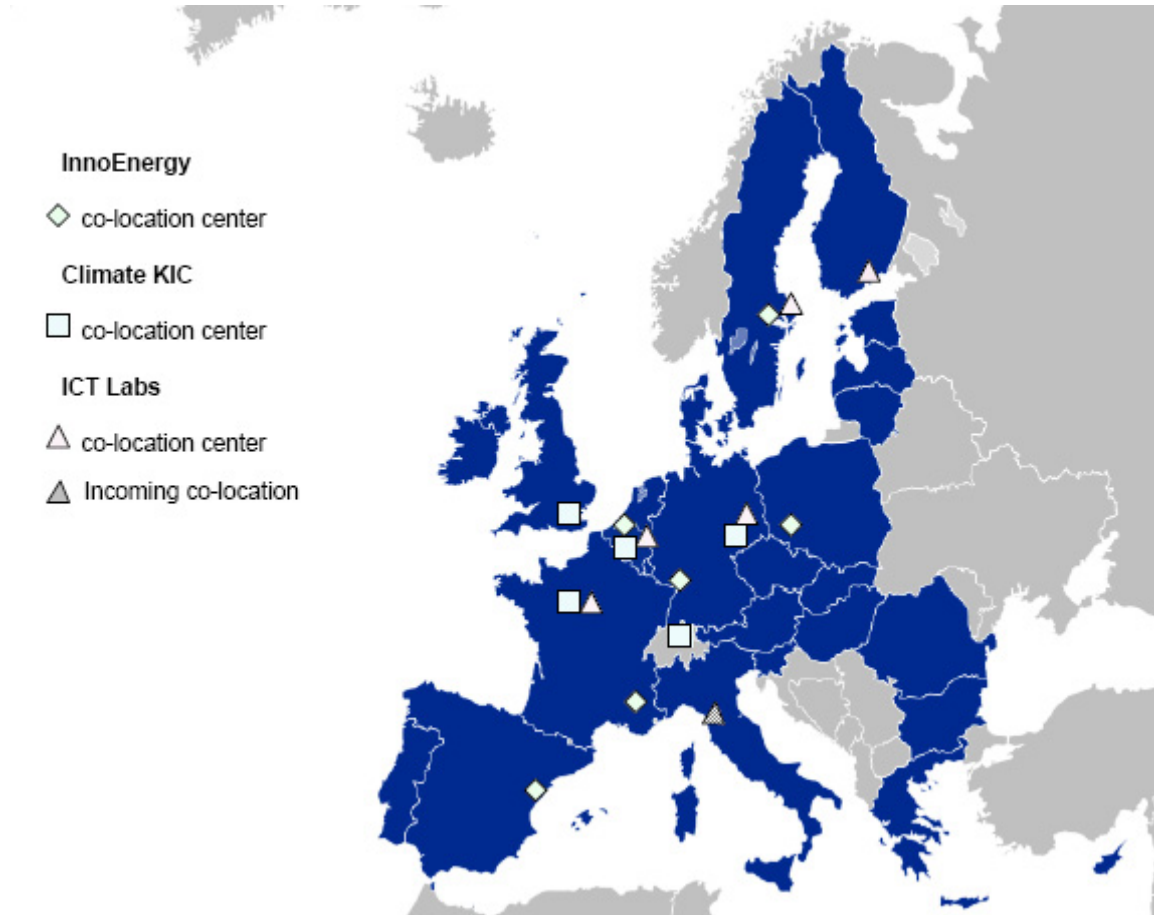 InnoEnergy
co-location center
Climate KIC
co-location center
ICT Labs
co-location center
Incoming co-location